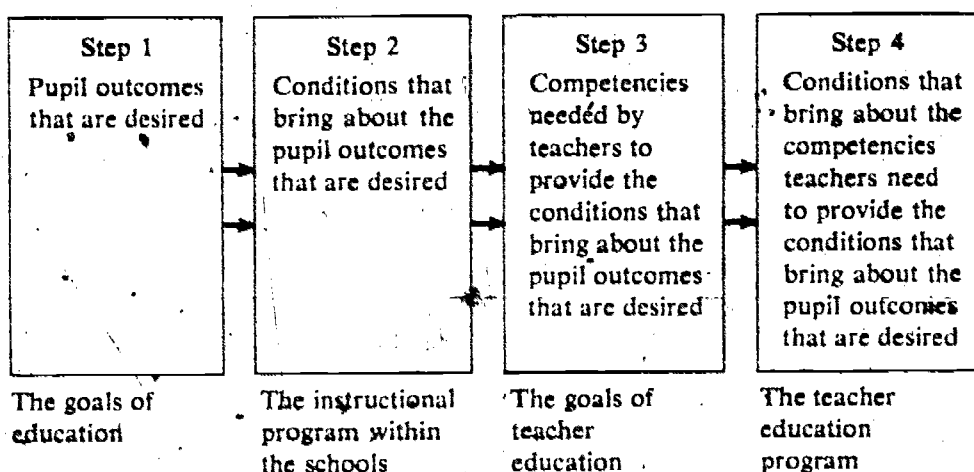 Step 1
Pupil outcomes
that are desired
Step 2
Conditions that
bring about the
pupil outcomes
that are desired
Step 3
Competencies
needed by
teachers to
provide the
conditions that
bring about the
pupil outcomes
that are desired
Step 4
Conditions that
bring about the
competencies
teachers need
to provide the
conditions that
bring about the
pupil outcomes
that are desired
The goals of
education
The instructional
program within
the schools
The goals of
teacher
education
The teacher
education
program